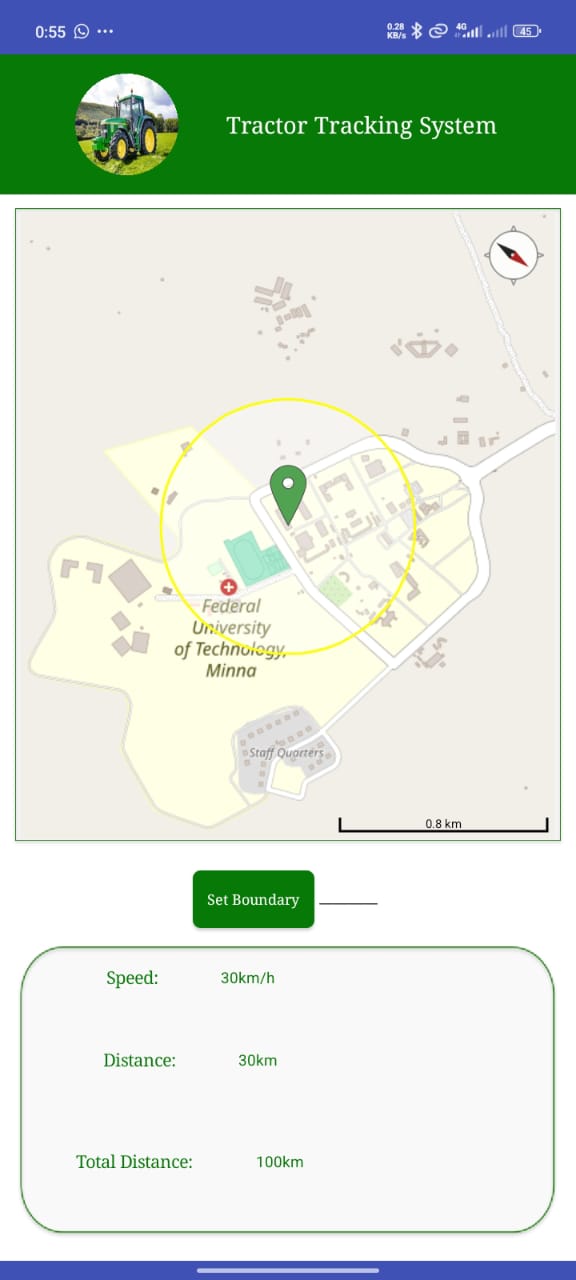 0:55
0.28
KB/s
4G
45
Tractor Tracking System
Federal
University
of Technology,
Minna
Staff Quarters
0.8 km
Set Boundary
Speed: 30km/h
Distance: 30km
Total Distance: 100km